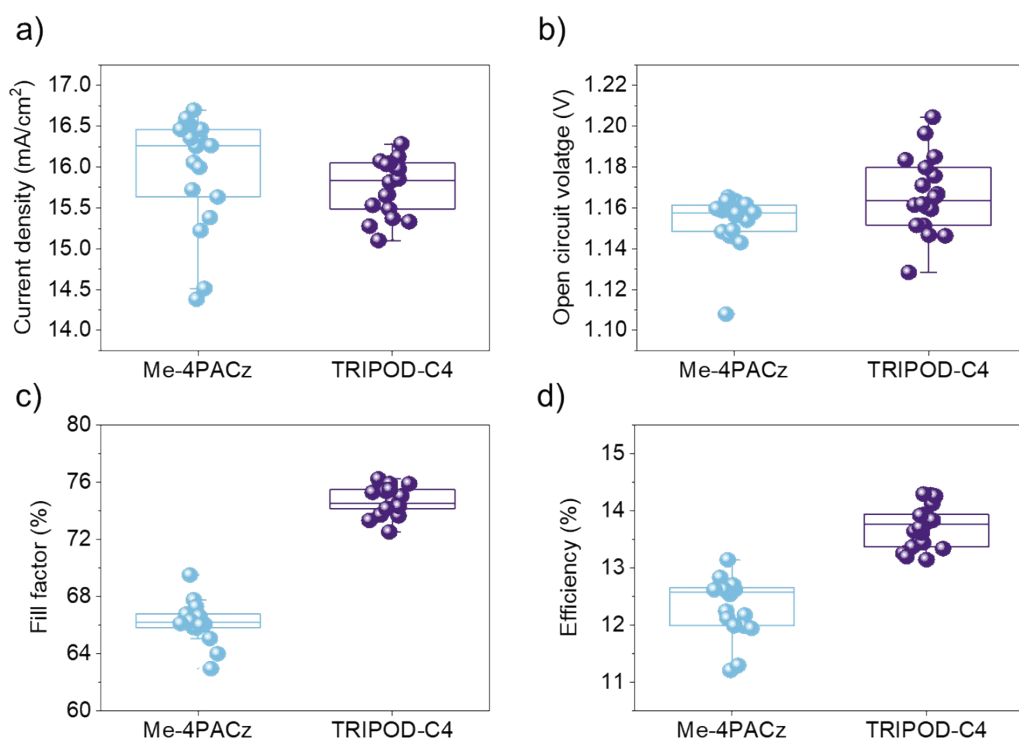 a)
Current density (mA/cm²)
17.0
16.5
16.0
15.5
15.0
14.5
14.0
Me-4PACz
TRIPOD-C4
b)
Open circuit volatge (V)
1.22
1.20
1.18
1.16
1.14
1.12
1.10
Me-4PACz
TRIPOD-C4
c)
Fill factor (%)
80
76
72
68
64
60
Me-4PACz
TRIPOD-C4
d)
Efficiency (%)
15
14
13
12
11
Me-4PACz
TRIPOD-C4